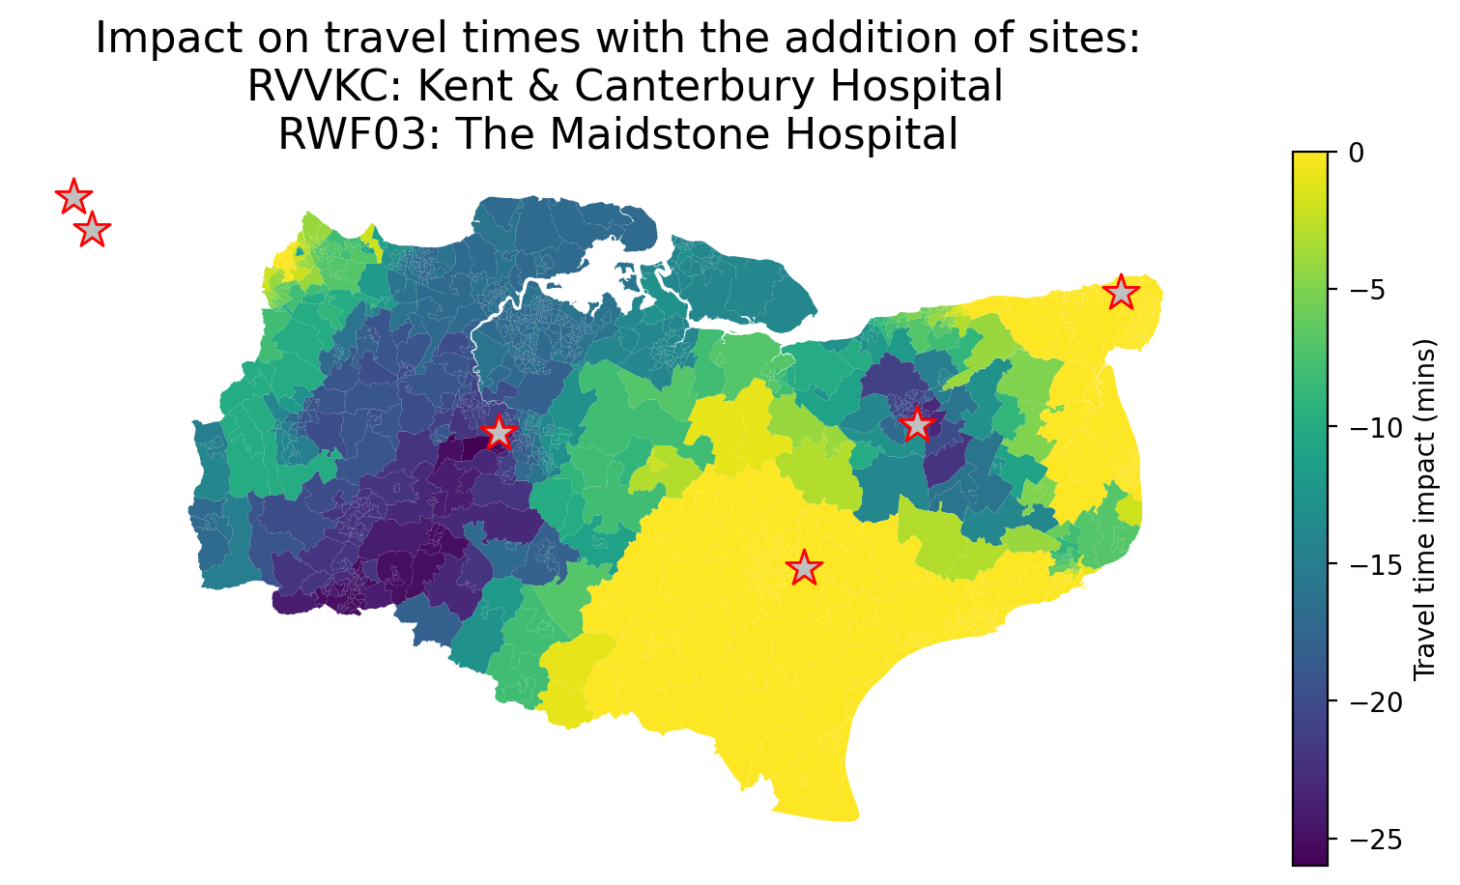 Impact on travel times with the addition of sites:
RVVKC: Kent & Canterbury Hospital
RWF03: The Maidstone Hospital
0
−5
−10
−15
−20
−25
Travel time impact (mins)